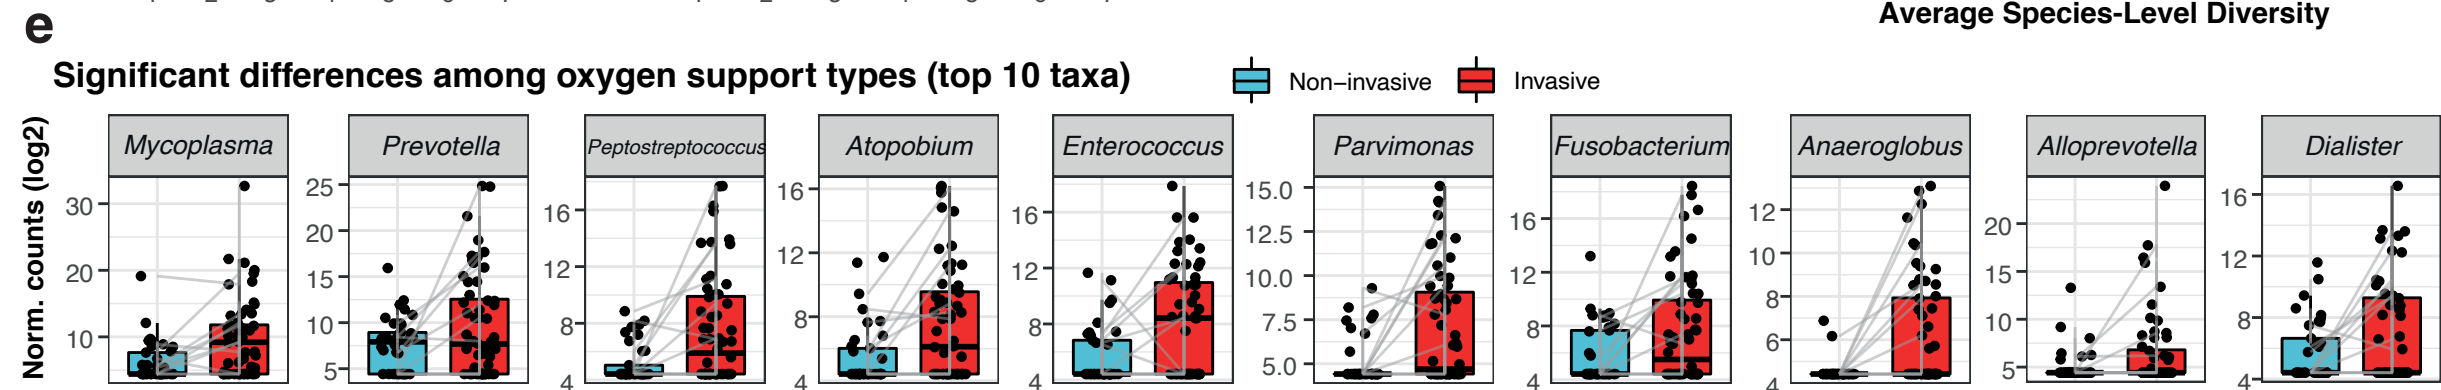 Average Species-Level Diversity
e
Significant differences among oxygen support types (top 10 taxa)
Non−invasive
Invasive
Norm. counts (log2)
Mycoplasma
30
20
10
Prevotella
25
20
15
10
5
Peptostreptococcus
16
12
8
4
Atopobium
16
12
8
4
Enterococcus
16
12
8
4
Parvimonas
15.0
12.5
10.0
7.5
5.0
Fusobacterium
16
12
8
4
Anaeroglobus
12
10
8
6
4
Alloprevotella
20
15
10
5
Dialister
16
12
8
4